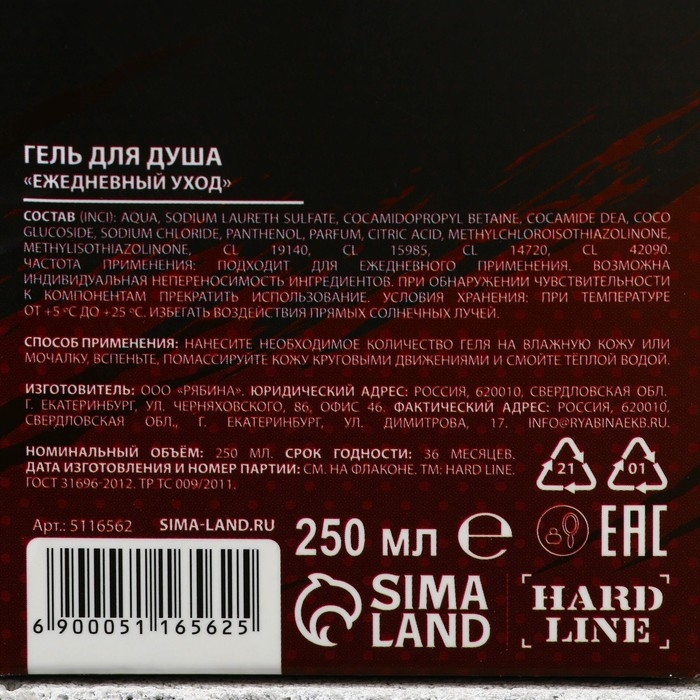 ГЕЛЬ ДЛЯ ДУША
«ЕЖЕДНЕВНЫЙ УХОД»
СОСТАВ (INCI): AQUA, SODIUM LAURETH SULFATE, COCAMIDOPROPYL BETAINE, COCAMIDE DEA, COCO
GLUCOSIDE, SODIUM CHLORIDE, PANTHENOL, PARFUM, CITRIC ACID, METHYLCHLOROISOTHIAZOLINONE,
METHYLISOTHIAZOLINONE, CL 19140, CL 15985, CL 14720, CL 42090.
ЧАСТОТА ПРИМЕНЕНИЯ: ПОДХОДИТ ДЛЯ ЕЖЕДНЕВНОГО ПРИМЕНЕНИЯ. ВОЗМОЖНА
ИНДИВИДУАЛЬНАЯ НЕПЕРЕНОСИМОСТЬ ИНГРЕДИЕНТОВ. ПРИ ОБНАРУЖЕНИИ ЧУВСТВИТЕЛЬНОСТИ
К КОМПОНЕНТАМ ПРЕКРАТИТЬ ИСПОЛЬЗОВАНИЕ. УСЛОВИЯ ХРАНЕНИЯ: ПРИ ТЕМПЕРАТУРЕ
ОТ +5 °C ДО +25 °C. ИЗБЕГАТЬ ВОЗДЕЙСТВИЯ ПРЯМЫХ СОЛНЕЧНЫХ ЛУЧЕЙ.
СПОСОБ ПРИМЕНЕНИЯ: НАНЕСИТЕ НЕОБХОДИМОЕ КОЛИЧЕСТВО ГЕЛЯ НА ВЛАЖНУЮ КОЖУ ИЛИ
МОЧАЛКУ, ВСПЕНЬТЕ, ПОМАССИРУЙТЕ КОЖУ КРУГОВЫМИ ДВИЖЕНИЯМИ И СМОЙТЕ ТЁПЛОЙ ВОДОЙ.
ИЗГОТОВИТЕЛЬ: ООО «РЯБИНА». ЮРИДИЧЕСКИЙ АДРЕС: РОССИЯ, 620010, СВЕРДЛОВСКАЯ ОБЛ.
Г. ЕКАТЕРИНБУРГ, УЛ. ЧЕРНЯХОВСКОГО, 86, ОФИС 46. ФАКТИЧЕСКИЙ АДРЕС: РОССИЯ, 620010,
СВЕРДЛОВСКАЯ ОБЛ., Г. ЕКАТЕРИНБУРГ, УЛ. ДИМИТРОВА, 17. INFO@RYABINAEKB.RU.
НОМИНАЛЬНЫЙ ОБЪЁМ: 250 МЛ. СРОК ГОДНОСТИ: 36 МЕСЯЦЕВ.
ДАТА ИЗГОТОВЛЕНИЯ И НОМЕР ПАРТИИ: СМ. НА ФЛАКОНЕ. ТМ: HARD LINE.
ГОСТ 31696-2012. ТР ТС 009/2011.
21 01
Арт.: 5116562 SIMA-LAND.RU
250 мл ℮ EAC
6 900051 165625
SIMA
LAND
HARD
LINE